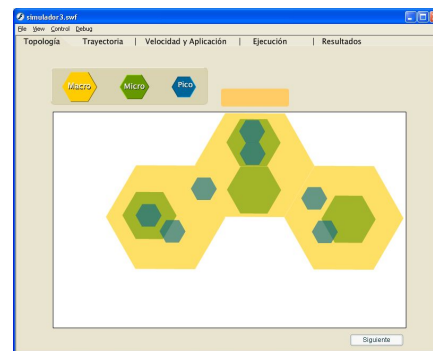 simulador3.swf
File View Control Debug
Topología Trayectoria | Velocidad y Aplicación | Ejecución | Resultados
Macro Micro Pico
Siguiente